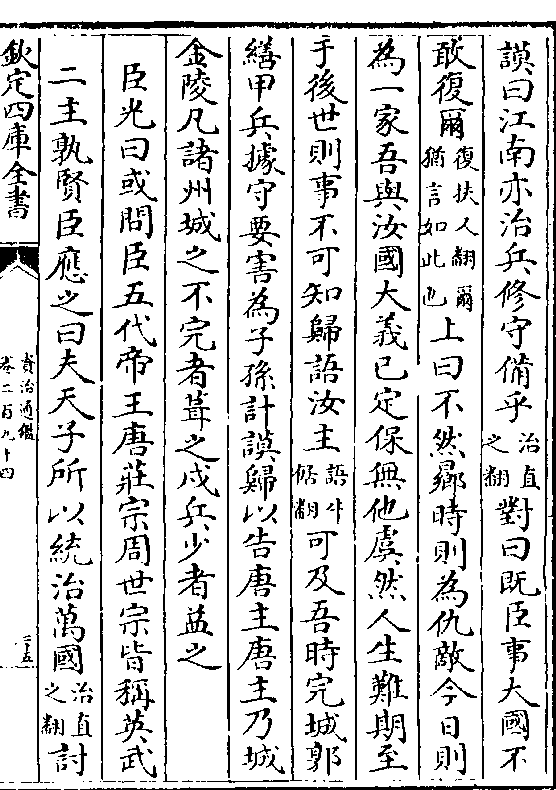 謨曰江南亦治兵修守備乎治直之翻對曰既臣事大國不
敢復爾復扶人翻爾猶言如此也上曰不然曏時則為仇敵今日則
為一家吾與汝國大義已定保無他虞然人生難期至
于後世則事不可知歸語汝主語牛倨翻可及吾時完城郭
繕甲兵據守要害為子孫計謨歸以告唐主唐主乃城
金陵凡諸州城之不完者葺之戍兵少者益之
臣光曰或問臣五代帝王唐莊宗周世宗皆稱英武
二主孰賢臣應之曰夫天子所以統治萬國治直之翻討
欽定四庫全書
資治通鑑
卷二百九十四
三十五